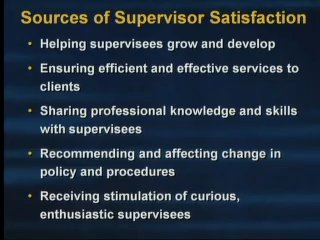 Sources of Supervisor Satisfaction
• Helping supervisees grow and develop
• Ensuring efficient and effective services to
clients
• Sharing professional knowledge and skills
with supervisees
• Recommending and affecting change in
policy and procedures
• Receiving stimulation of curious,
enthusiastic supervisees